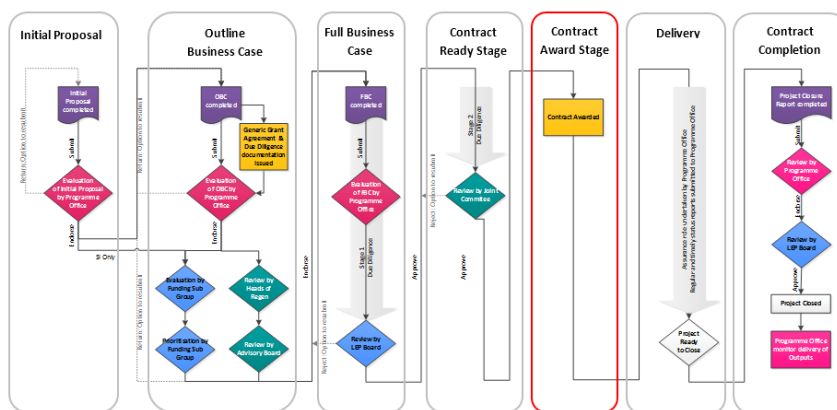 Initial Proposal
Initial
Proposal
completed
Submit
Evaluation
of Initial Proposal
by Programme
Office
Endorse
Return: Option to resubmit
SI Only
Outline
Business Case
OBC
completed
Generic Grant
Agreement &
Due Diligence
documentation
issued
Submit
Evaluation
of OBC by
Programme
Office
Endorse
Evaluation by
Funding Sub
Group
Review by
Heads of
Regen
Prioritisation by
Funding Sub
Group
Review by
Advisory Board
Return: Option to resubmit
Endorse
Full Business
Case
FBC
completed
Submit
Evaluation
of FBC by
Programme
Office
Stage 1
Due Diligence
Review by
LEP Board
Reject: Option to resubmit
Approve
Contract
Ready Stage
Stage 2
Due Diligence
Review by Joint
Committee
Reject: Option to resubmit
Approve
Contract
Award Stage
Contract Awarded
Delivery
Assurance role undertaken by Programme Office
Regular and timely status reports submitted to Programme Office
Project
Ready
to Close
Contract
Completion
Project Closure
Report completed
Submit
Review by
Programme
Office
Endorse
Review by
LEP Board
Approve
Project Closed
Programme Office
monitor delivery of
Outputs